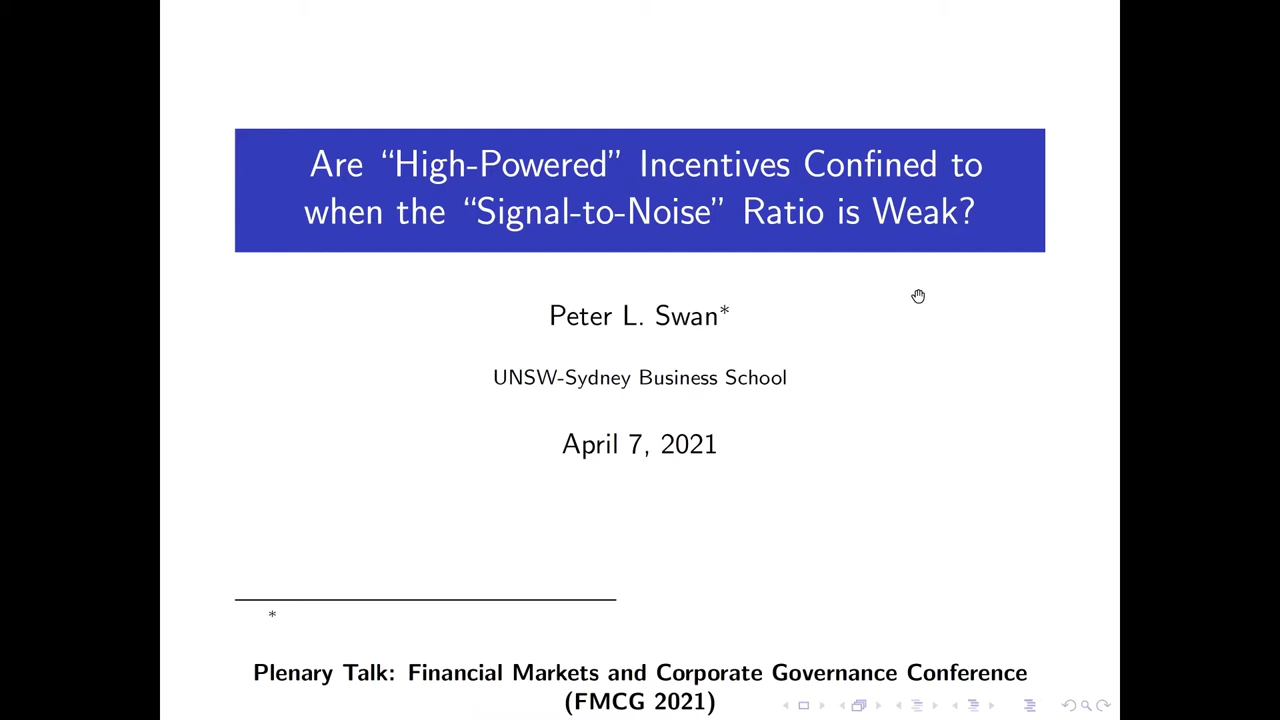 Are “High-Powered” Incentives Confined to
when the “Signal-to-Noise” Ratio is Weak?
Peter L. Swan*
UNSW-Sydney Business School
April 7, 2021
*
Plenary Talk: Financial Markets and Corporate Governance Conference
(FMCG 2021)